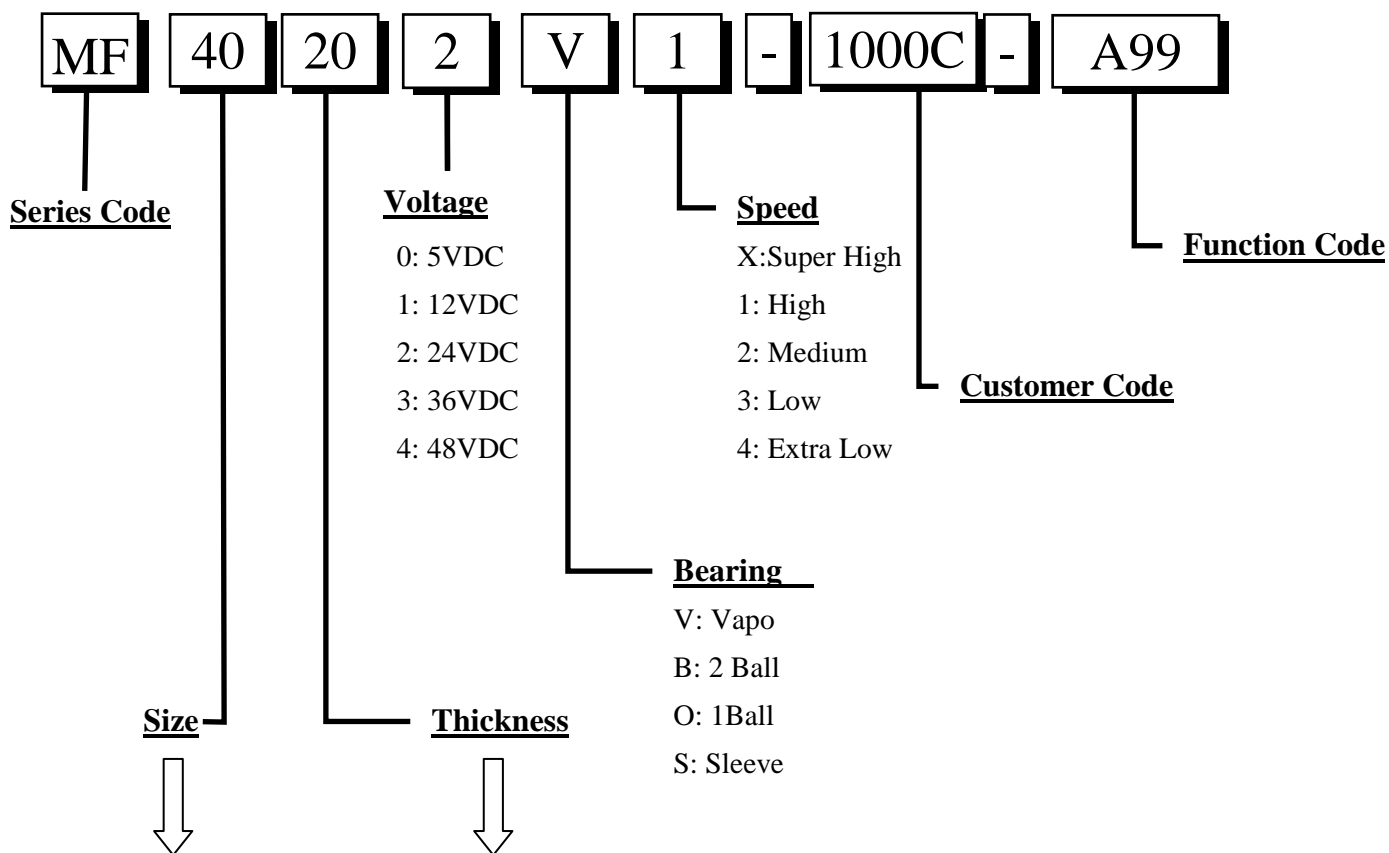 MF 40 20 2 V 1 - 1000C - A99
Series Code
Voltage
0: 5VDC
1: 12VDC
2: 24VDC
3: 36VDC
4: 48VDC
Speed
X:Super High
1: High
2: Medium
3: Low
4: Extra Low
Function Code
Customer Code
Bearing
V: Vapo
B: 2 Ball
O: 1Ball
S: Sleeve
Size
Thickness